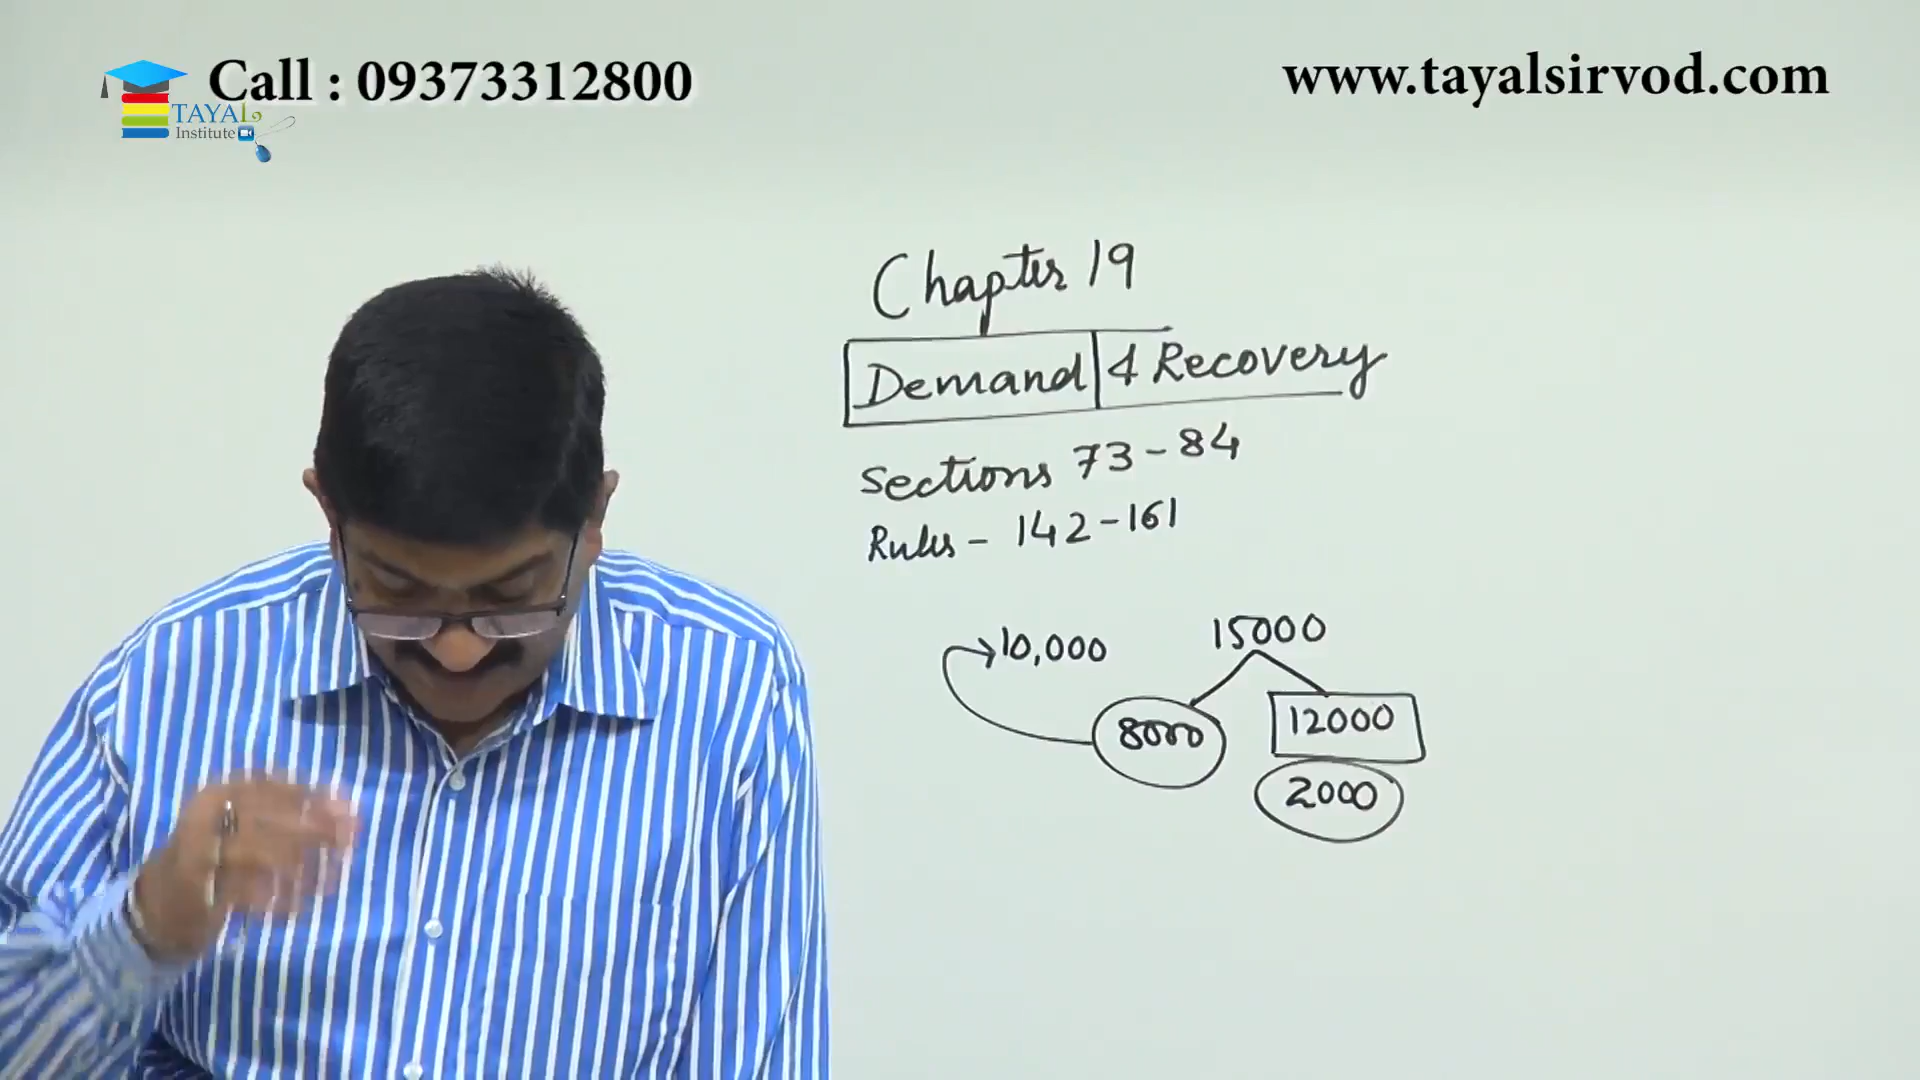 Call : 09373312800
www.tayalsirvod.com
TAYAL
Institute
Chapter 19
Demand & Recovery
Sections 73-84
Rules - 142-161
10,000
15000
8000
12000
2000